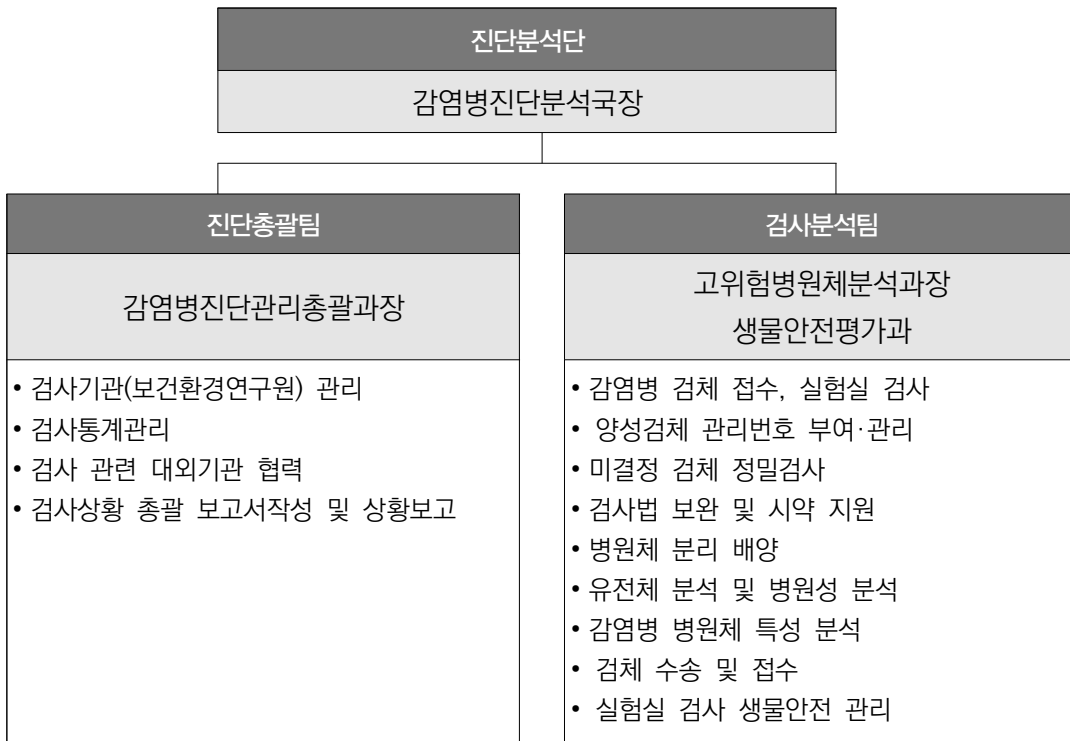 진단분석단
감염병진단분석국장
진단총괄팀
감염병진단관리총괄과장
• 검사기관(보건환경연구원) 관리
• 검사통계관리
• 검사 관련 대외기관 협력
• 검사상황 총괄 보고서작성 및 상황보고
검사분석팀
고위험병원체분석과장
생물안전평가과
• 감염병 검체 접수, 실험실 검사
• 양성검체 관리번호 부여·관리
• 미결정 검체 정밀검사
• 검사법 보완 및 시약 지원
• 병원체 분리 배양
• 유전체 분석 및 병원성 분석
• 감염병 병원체 특성 분석
• 검체 수송 및 접수
• 실험실 검사 생물안전 관리